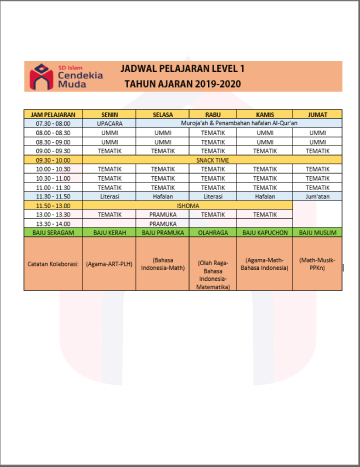 SD Islam
Cendekia
Muda
JADWAL PELAJARAN LEVEL 1
TAHUN AJARAN 2019-2020
JAM PELAJARAN SENIN SELASA RABU KAMIS JUMAT
07.30 - 08.00 UPACARA Muroja'ah & Penambahan hafalan Al-Qur'an
08.00 - 08.30 UMMI UMMI TEMATIK UMMI UMMI
08.30 - 09.00 UMMI UMMI TEMATIK UMMI UMMI
09.00 - 09.30 TEMATIK TEMATIK TEMATIK TEMATIK TEMATIK
09.30 - 10.00 SNACK TIME
10.00 - 10.30 TEMATIK TEMATIK TEMATIK TEMATIK TEMATIK
10.30 - 11.00 TEMATIK TEMATIK TEMATIK TEMATIK TEMATIK
11.00 - 11.30 TEMATIK TEMATIK TEMATIK TEMATIK TEMATIK
11.30 - 11.50 Literasi Hafalan Literasi Hafalan Jum'atan
11.50 - 13.00 ISHOMA
13.00 - 13.30 TEMATIK PRAMUKA TEMATIK TEMATIK
13.30 - 14.00 PRAMUKA
BAJU SERAGAM BAJU KERAH BAJU PRAMUKA OLAHRAGA BAJU KAPUCHON BAJU MUSLIM
Catatan Kolaborasi: (Agama-ART-PLH) (Bahasa Indonesia-Math) (Olah Raga-Bahasa Indonesia-Matematika) (Agama-Math-Bahasa Indonesia) (Math-Musik-PPKn)